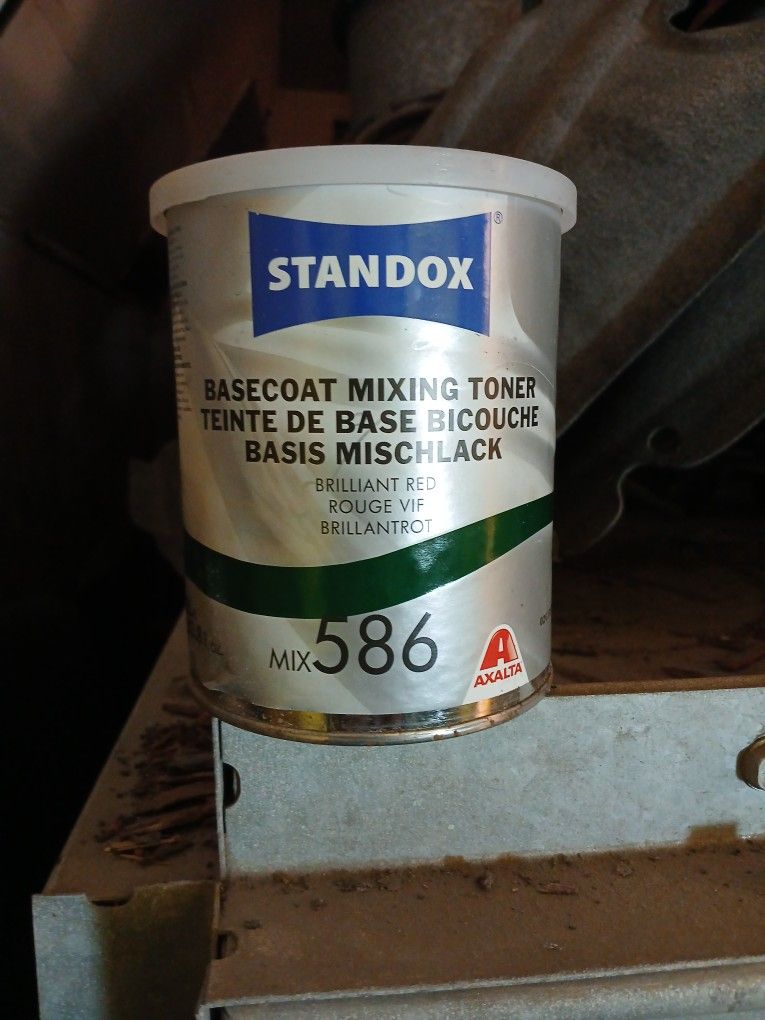 STANDOX®
BASECOAT MIXING TONER
TEINTE DE BASE BICOUCHE
BASIS MISCHLACK
BRILLIANT RED
ROUGE VIF
BRILLANTROT
MIX586
AXALTA